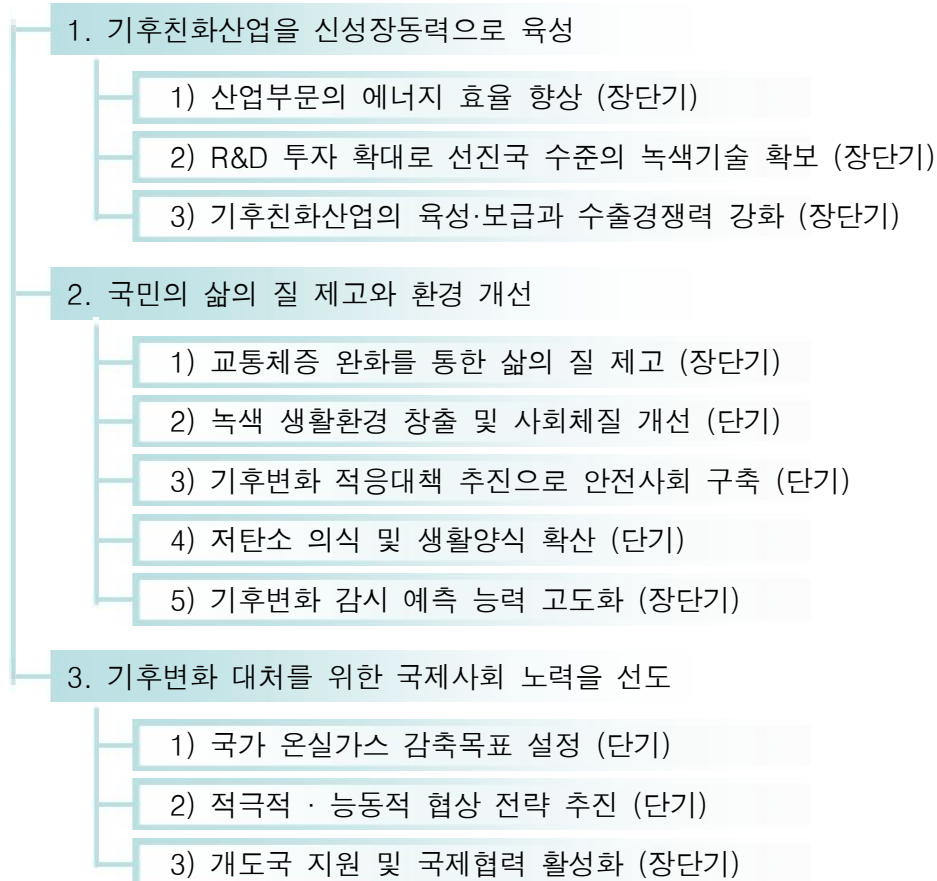 1. 기후친화산업을 신성장동력으로 육성
1) 산업부문의 에너지 효율 향상 (장단기)
2) R&D 투자 확대로 선진국 수준의 녹색기술 확보 (장단기)
3) 기후친화산업의 육성·보급과 수출경쟁력 강화 (장단기)
2. 국민의 삶의 질 제고와 환경 개선
1) 교통체증 완화를 통한 삶의 질 제고 (장단기)
2) 녹색 생활환경 창출 및 사회체질 개선 (단기)
3) 기후변화 적응대책 추진으로 안전사회 구축 (단기)
4) 저탄소 의식 및 생활양식 확산 (단기)
5) 기후변화 감시 예측 능력 고도화 (장단기)
3. 기후변화 대처를 위한 국제사회 노력을 선도
1) 국가 온실가스 감축목표 설정 (단기)
2) 적극적 · 능동적 협상 전략 추진 (단기)
3) 개도국 지원 및 국제협력 활성화 (장단기)